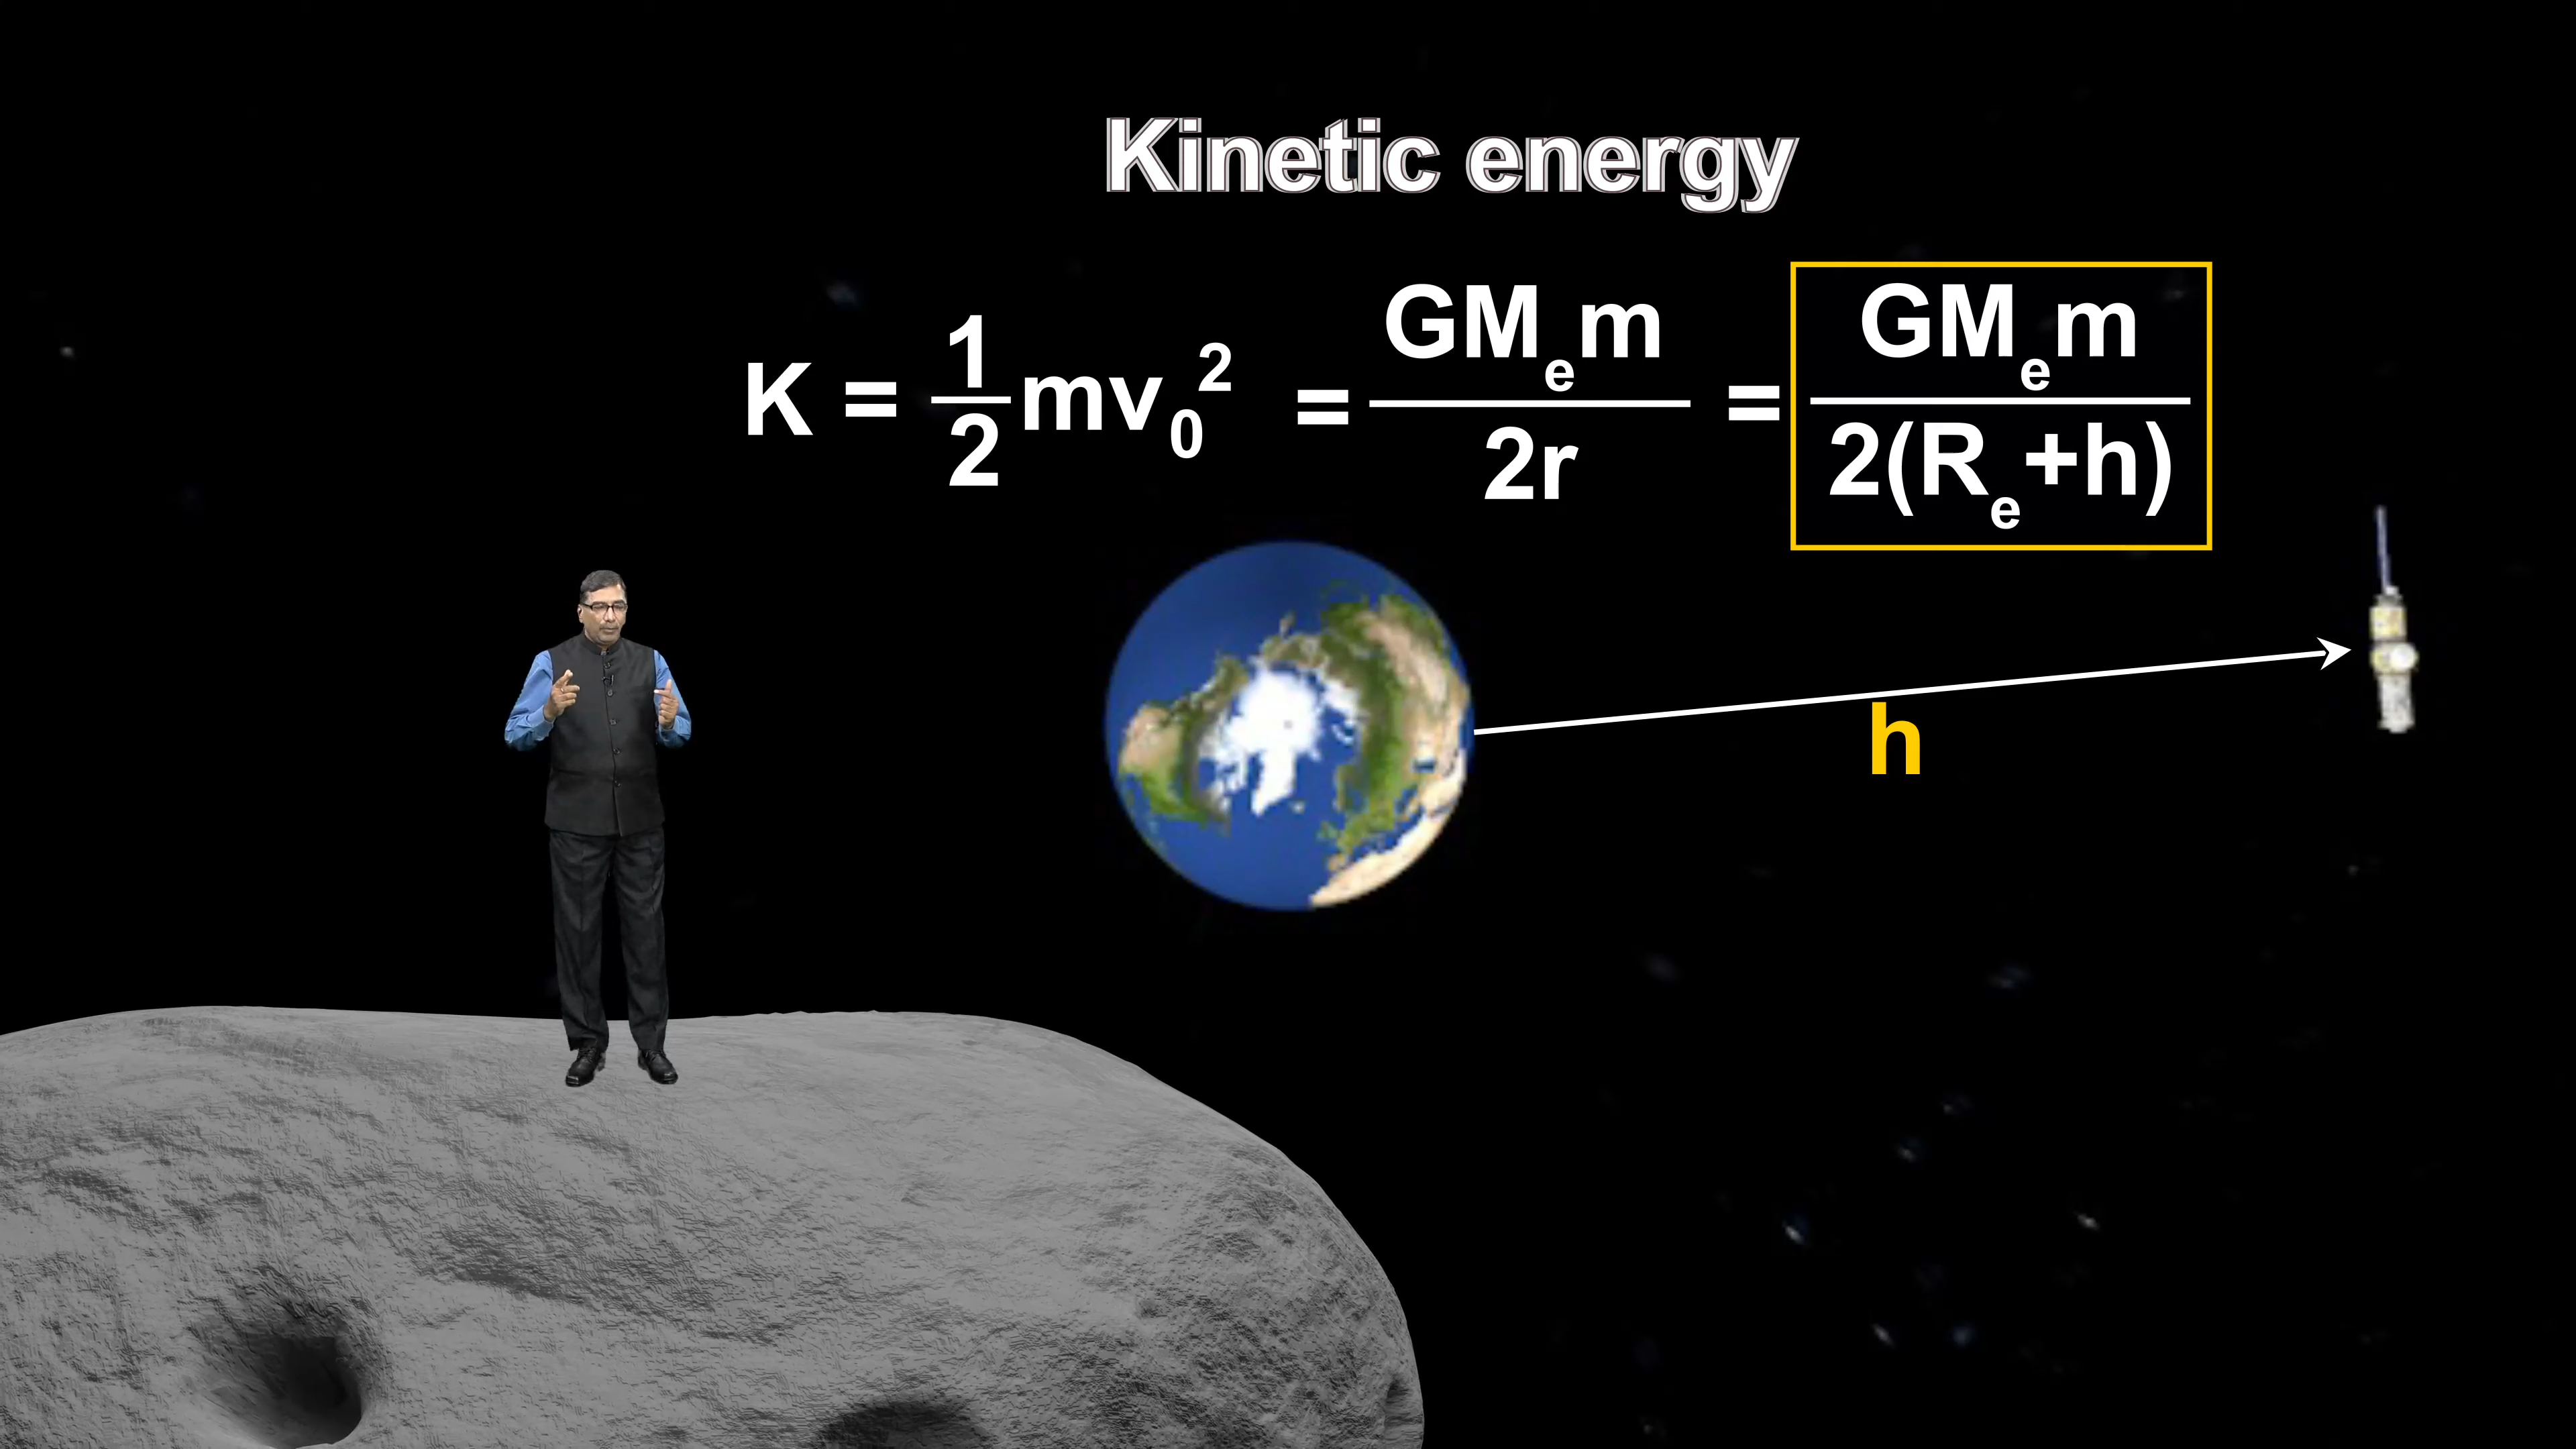 Kinetic energy
K = 1/2 mv₀² = GMₑm/2r = GMₑm/2(Rₑ+h)
h